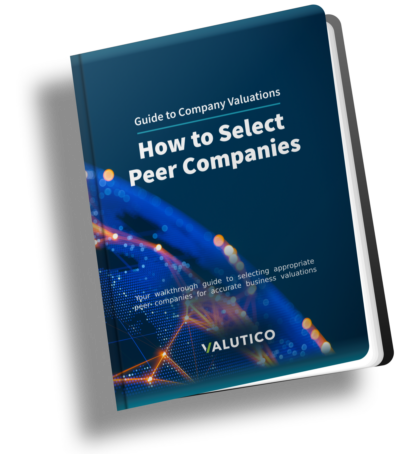 Guide to Company Valuations
How to Select
Peer Companies
Your walkthrough guide to selecting appropriate
peer companies for accurate business valuations
VALUTICO